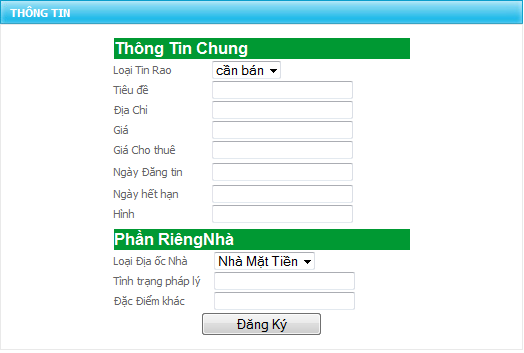 THÔNG TIN
Thông Tin Chung
Loại Tin Rao cần bán
Tiêu đề
Địa Chỉ
Giá
Giá Cho thuê
Ngày Đăng tin
Ngày hết hạn
Hình
Phần RiêngNhà
Loại Địa ốc Nhà Nhà Mặt Tiền
Tình trạng pháp lý
Đặc Điểm khác
Đăng Ký